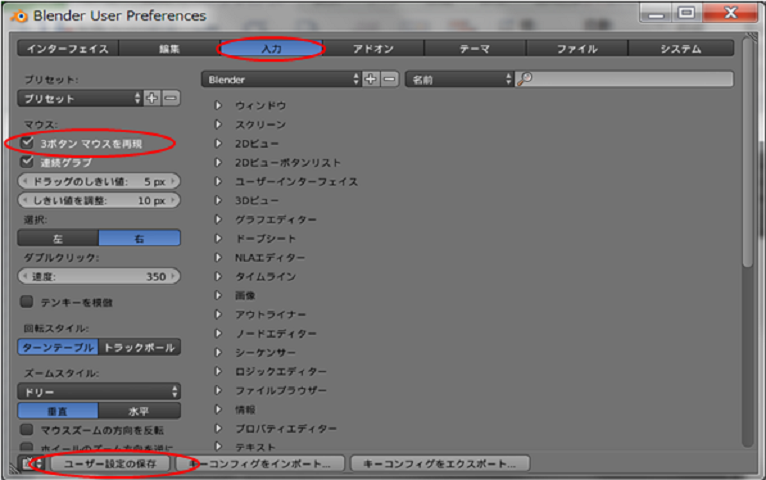 Blender User Preferences
インターフェイス 編集 入力 アドオン テーマ ファイル システム
プリセット:
プリセット
マウス:
3ボタン マウスを再現
連続グラブ
ドラッグのしきい値: 5 px
しきい値を調整: 10 px
選択:
左 右
ダブルクリック:
速度: 350
テンキーを模倣
回転スタイル:
ターンテーブル トラックボール
ズームスタイル:
ドリー
垂直 水平
マウスズームの方向を反転
ホイールのズーム方向を逆に
Blender 名前
ウィンドウ
スクリーン
2Dビュー
2Dビューボタンリスト
ユーザーインターフェイス
3Dビュー
グラフエディター
ドープシート
NLAエディター
タイムライン
画像
アウトライナー
ノードエディター
シーケンサー
ロジックエディター
ファイルブラウザー
情報
プロパティエディター
テキスト
ユーザー設定の保存 キーコンフィグをインポート... キーコンフィグをエクスポート...